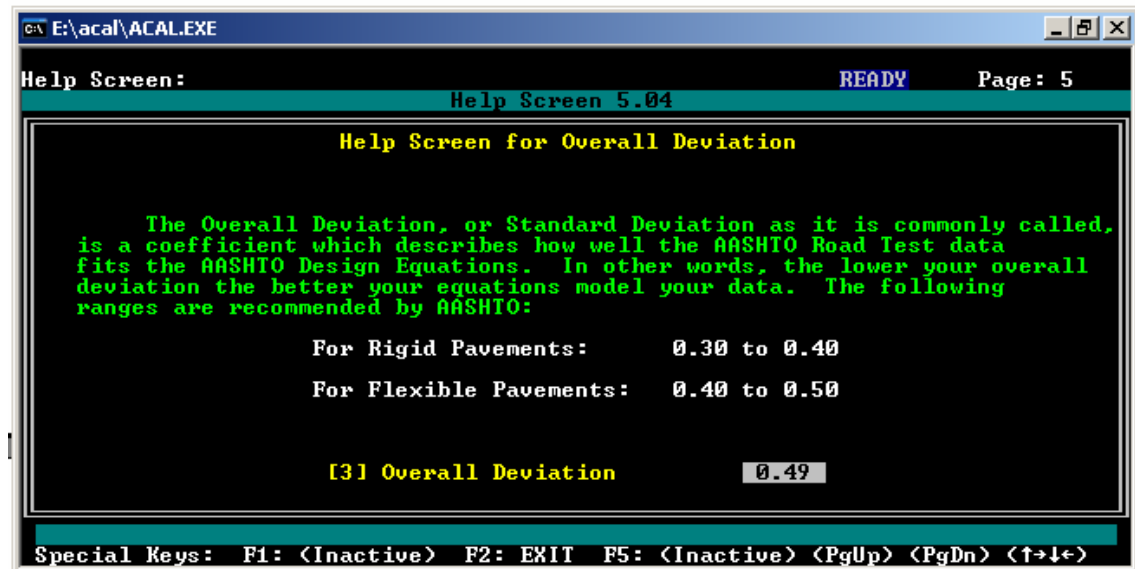 E:\acal\ACAL.EXE
Help Screen: READY Page: 5
Help Screen 5.04
Help Screen for Overall Deviation
The Overall Deviation, or Standard Deviation as it is commonly called,
is a coefficient which describes how well the AASHTO Road Test data
fits the AASHTO Design Equations. In other words, the lower your overall
deviation the better your equations model your data. The following
ranges are recommended by AASHTO:
For Rigid Pavements: 0.30 to 0.40
For Flexible Pavements: 0.40 to 0.50
[3] Overall Deviation 0.49
Special Keys: F1: (Inactive) F2: EXIT F5: (Inactive) (PgUp) (PgDn) (↑→↓←)